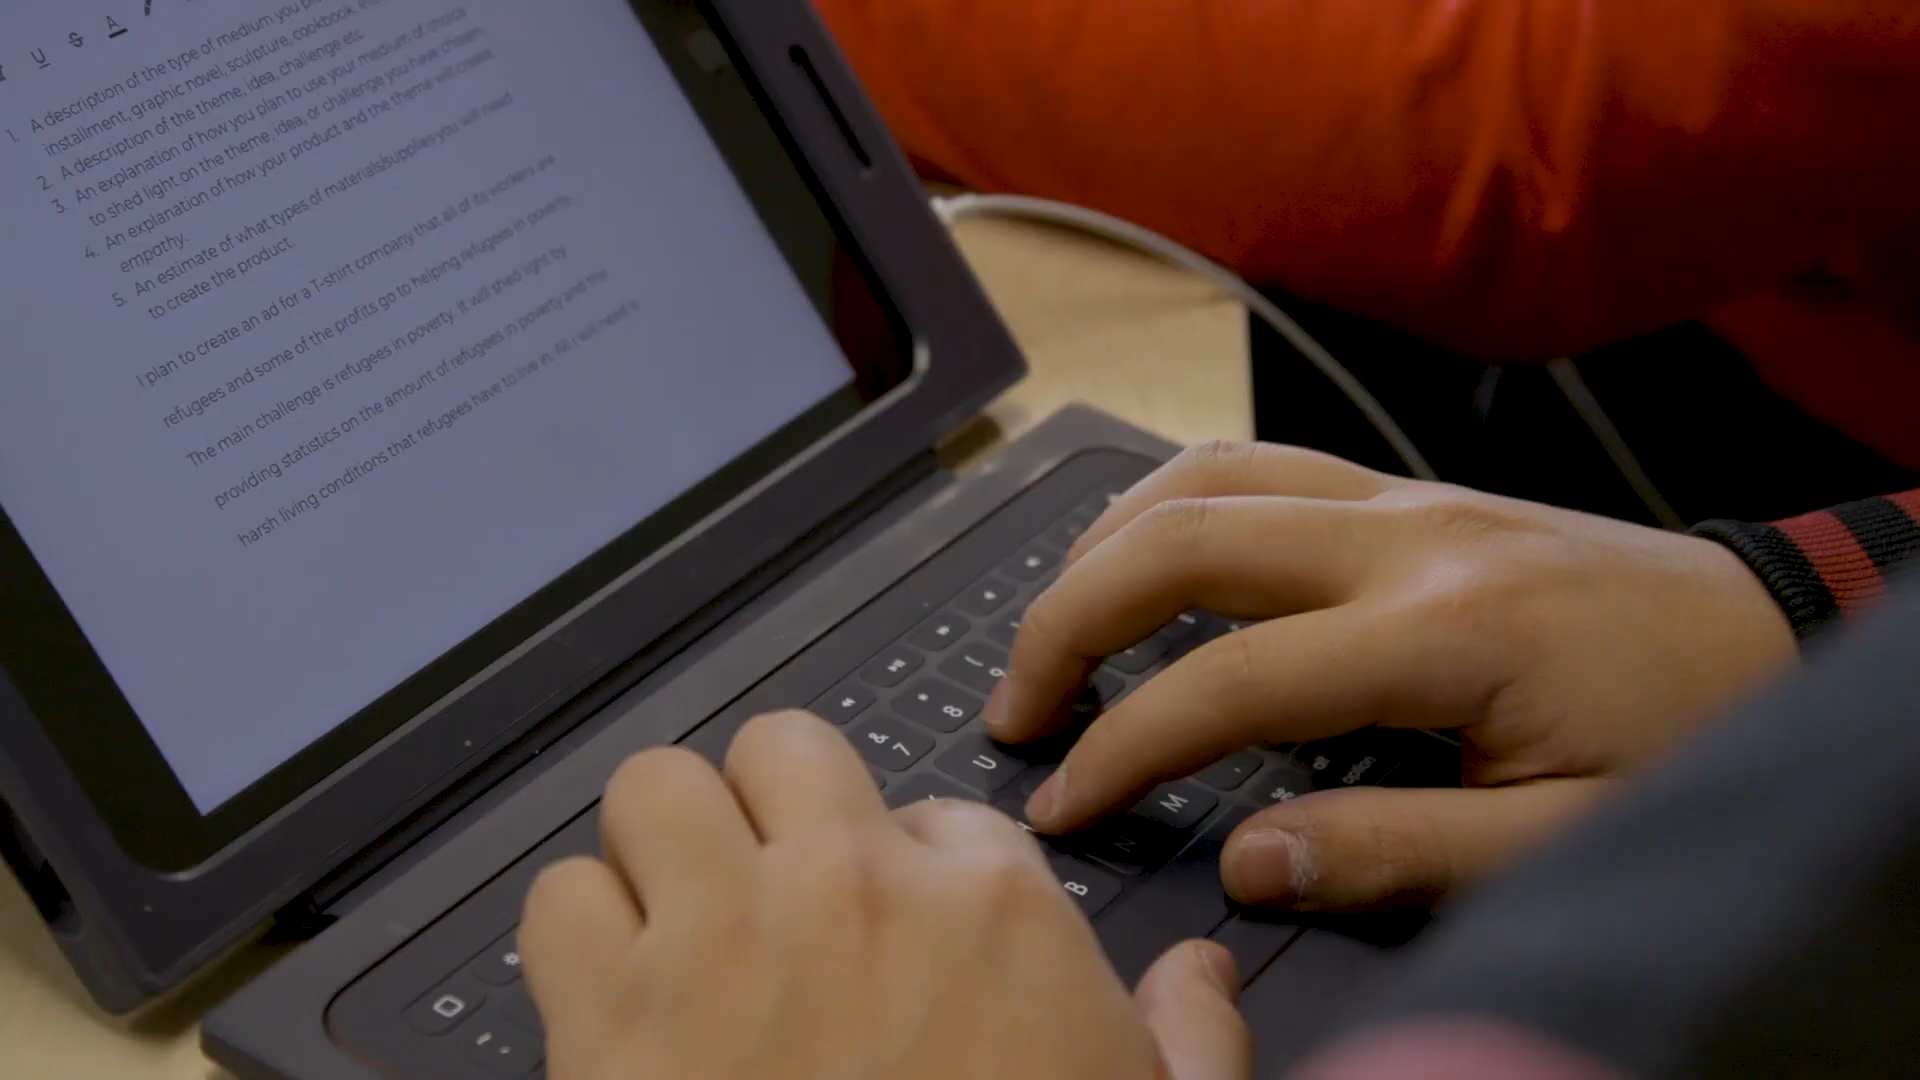 U S A
1. A description of the type of medium you
installment, graphic novel, sculpture, cookbook,
2. A description of the theme, idea, challenge etc
3. An explanation of how you plan to use your medium of choice
to shed light on the theme, idea, or challenge you have chosen
4. An explanation of how your product and the theme will create
empathy.
5. An estimate of what types of materials/supplies you will need
to create the product.
I plan to create an ad for a T-shirt company that all of its workers are
refugees and some of the profits go to helping refugees in poverty.
The main challenge is refugees in poverty. It will shed light by
providing statistics on the amount of refugees in poverty and the
harsh living conditions that refugees have to live in. All I will need is
* (
& 7 8 9
U
N M alt option
B